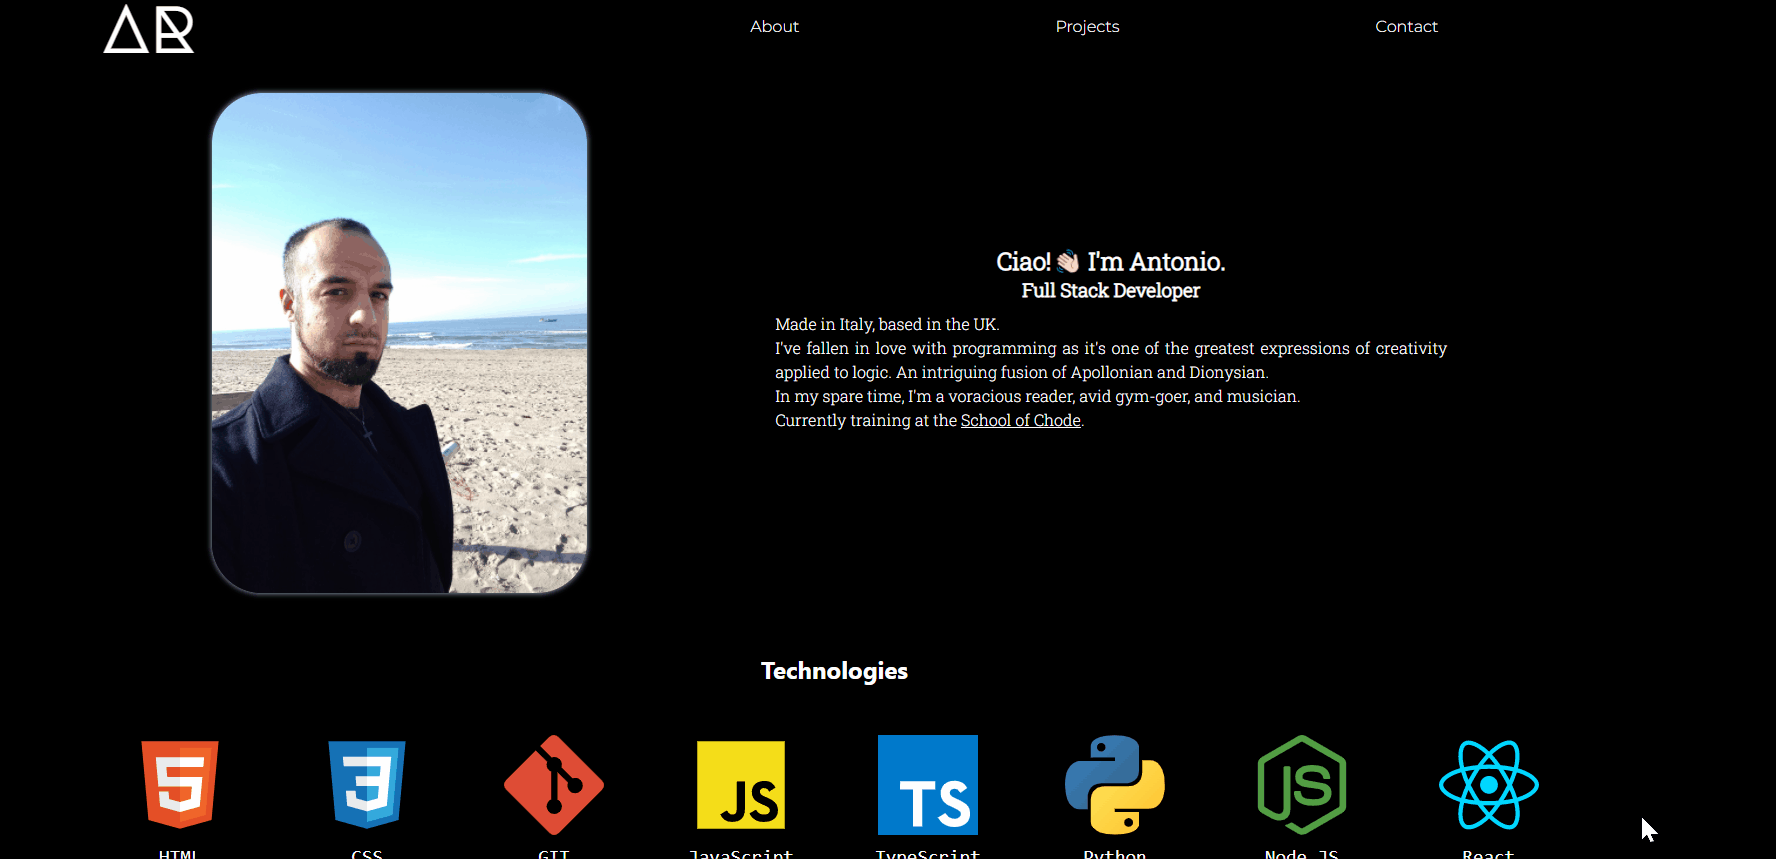 AR
About Projects Contact
Ciao!👋🏻 I'm Antonio.
Full Stack Developer
Made in Italy, based in the UK.
I've fallen in love with programming as it's one of the greatest expressions of creativity
applied to logic. An intriguing fusion of Apollonian and Dionysian.
In my spare time, I'm a voracious reader, avid gym-goer, and musician.
Currently training at the School of Chode.
Technologies
5 3 JS TS JS
HTML CSS GIT JavaScript TypeScript Python Node JS React